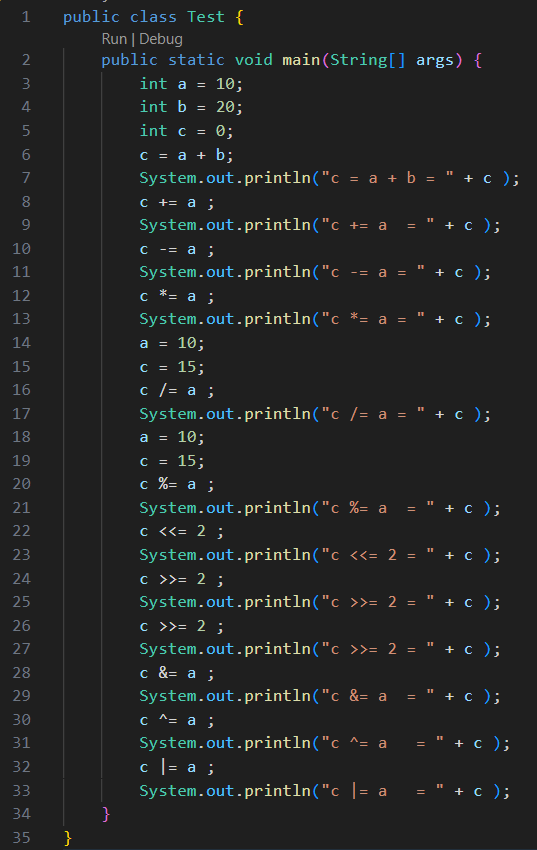 1 public class Test {
Run | Debug
2 public static void main(String[] args) {
3 int a = 10;
4 int b = 20;
5 int c = 0;
6 c = a + b;
7 System.out.println("c = a + b = " + c );
8 c += a ;
9 System.out.println("c += a  = " + c );
10 c -= a ;
11 System.out.println("c -= a = " + c );
12 c *= a ;
13 System.out.println("c *= a = " + c );
14 a = 10;
15 c = 15;
16 c /= a ;
17 System.out.println("c /= a = " + c );
18 a = 10;
19 c = 15;
20 c %= a ;
21 System.out.println("c %= a  = " + c );
22 c <<= 2 ;
23 System.out.println("c <<= 2 = " + c );
24 c >>= 2 ;
25 System.out.println("c >>= 2 = " + c );
26 c >>= 2 ;
27 System.out.println("c >>= 2 = " + c );
28 c &= a ;
29 System.out.println("c &= a  = " + c );
30 c ^= a ;
31 System.out.println("c ^= a   = " + c );
32 c |= a ;
33 System.out.println("c |= a   = " + c );
34 }
35 }